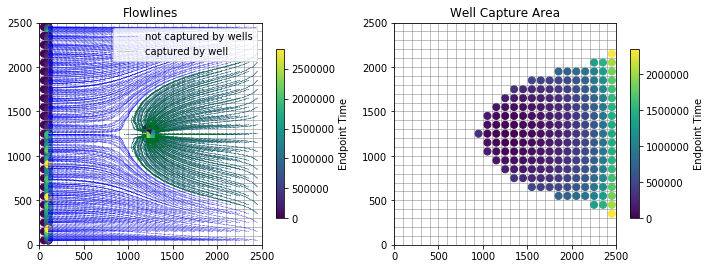 Flowlines
not captured by wells
captured by well
2500
2000
1500
1000
500
0
0 500 1000 1500 2000 2500
2500000
2000000
1500000
1000000
500000
0
Endpoint Time
Well Capture Area
2500
2000
1500
1000
500
0
0 500 1000 1500 2000 2500
2000000
1500000
1000000
500000
0
Endpoint Time